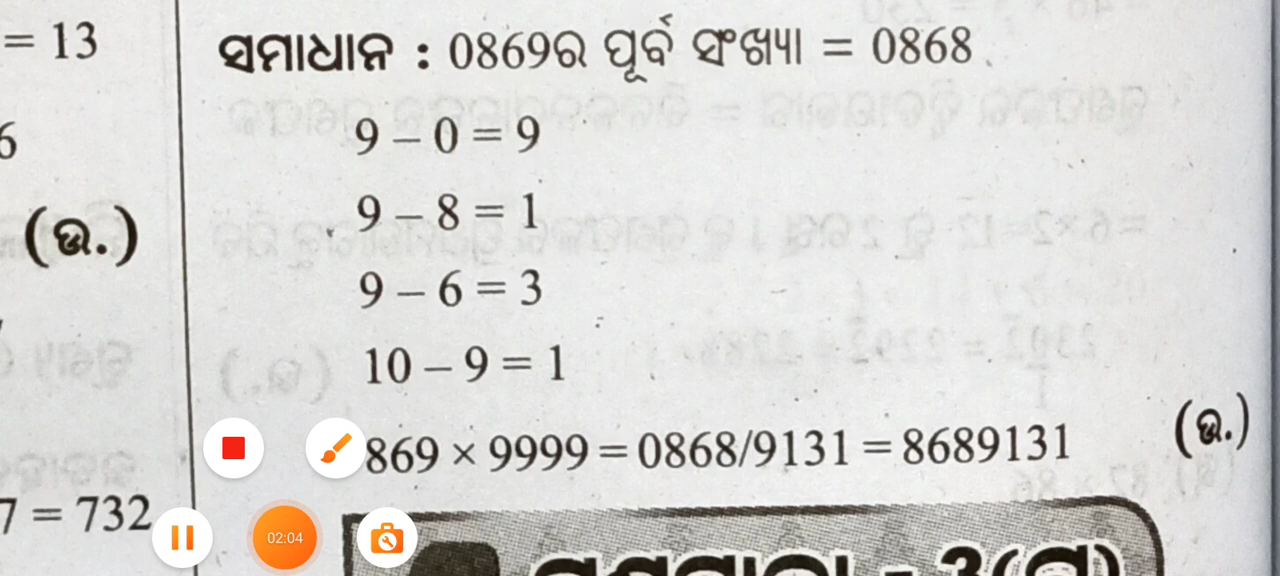 = 13
ସମାଧାନ : 0869ର ପୂର୍ବ ସଂଖ୍ୟା = 0868
9 – 0 = 9
6
9 – 8 = 1
(ଉ.)
9 – 6 = 3
10 – 9 = 1
869 × 9999 = 0868/9131 = 8689131
(ଉ.)
7 = 732
02:04